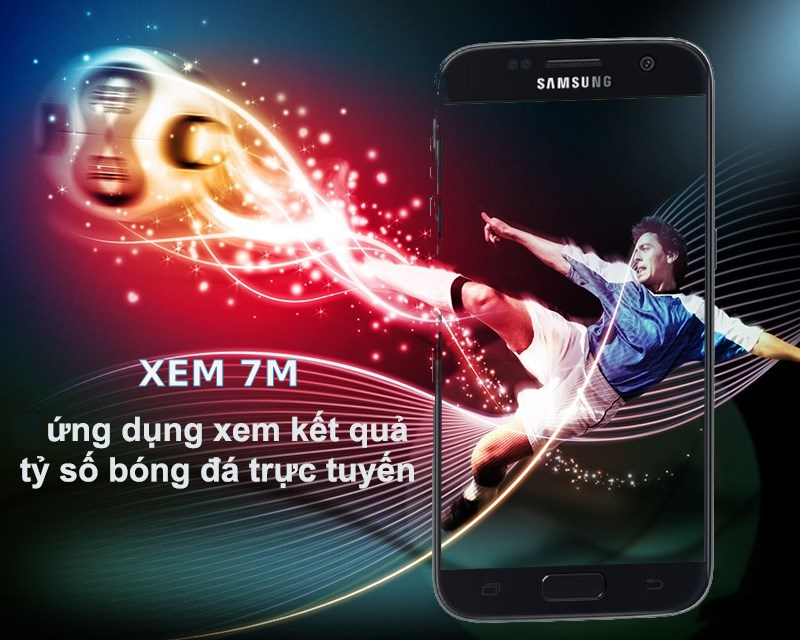 SAMSUNG
XEM 7M
ứng dụng xem kết quả
tỷ số bóng đá trực tuyến